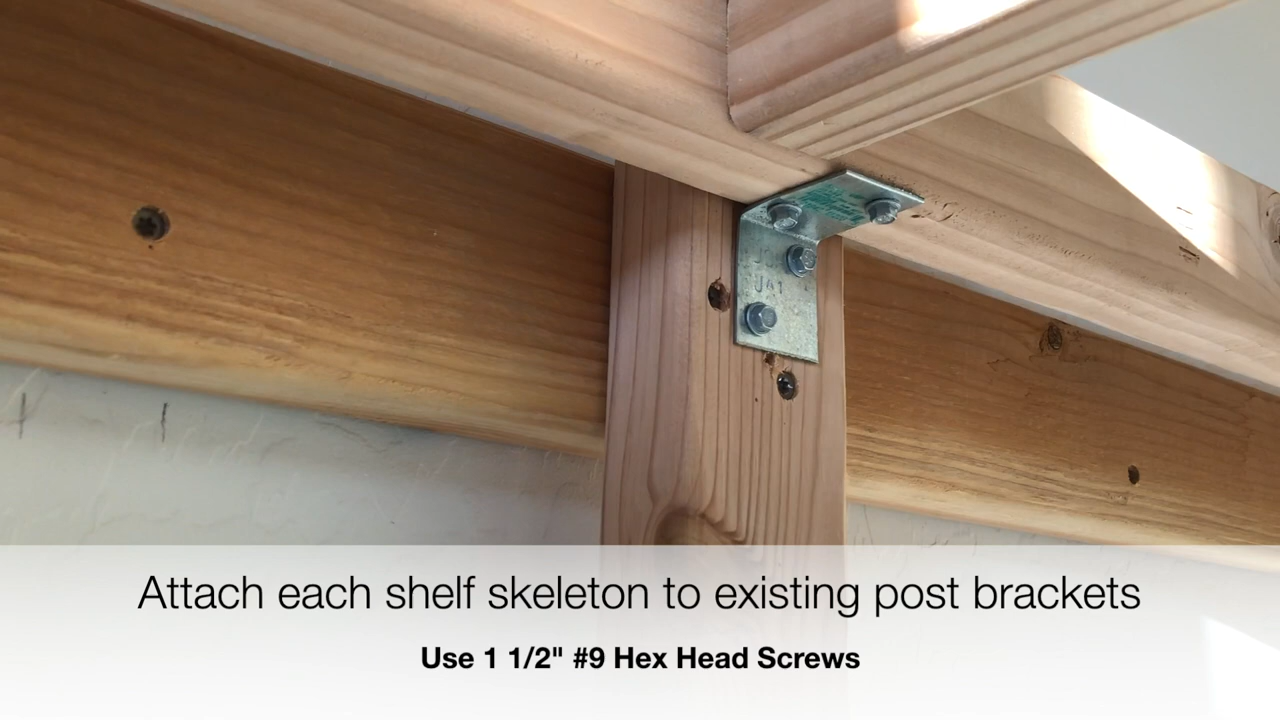 Attach each shelf skeleton to existing post brackets
Use 1 1/2" #9 Hex Head Screws